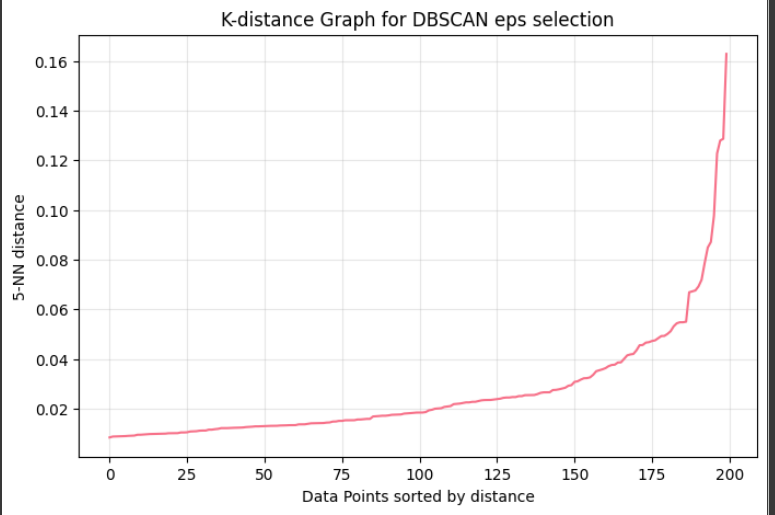 K-distance Graph for DBSCAN eps selection
0.16
0.14
0.12
0.10
0.08
0.06
0.04
0.02
5-NN distance
0 25 50 75 100 125 150 175 200
Data Points sorted by distance